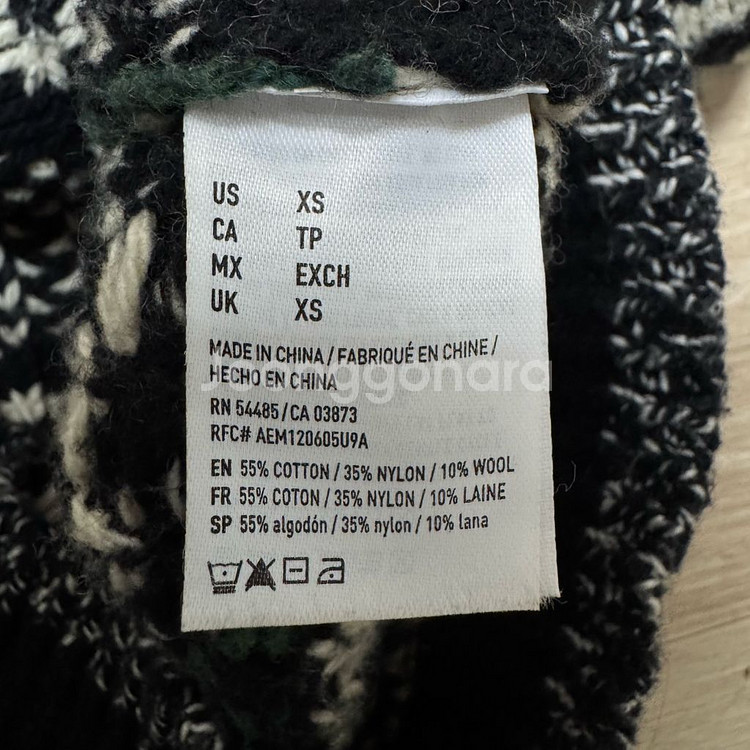 US XS
CA TP
MX EXCH
UK XS
MADE IN CHINA / FABRIQUÉ EN CHINE /
HECHO EN CHINA
Joonggonara
RN 54485 / CA 03873
RFC# AEM120605U9A
EN 55% COTTON / 35% NYLON / 10% WOOL
FR 55% COTON / 35% NYLON / 10% LAINE
SP 55% algodón / 35% nylon / 10% lana